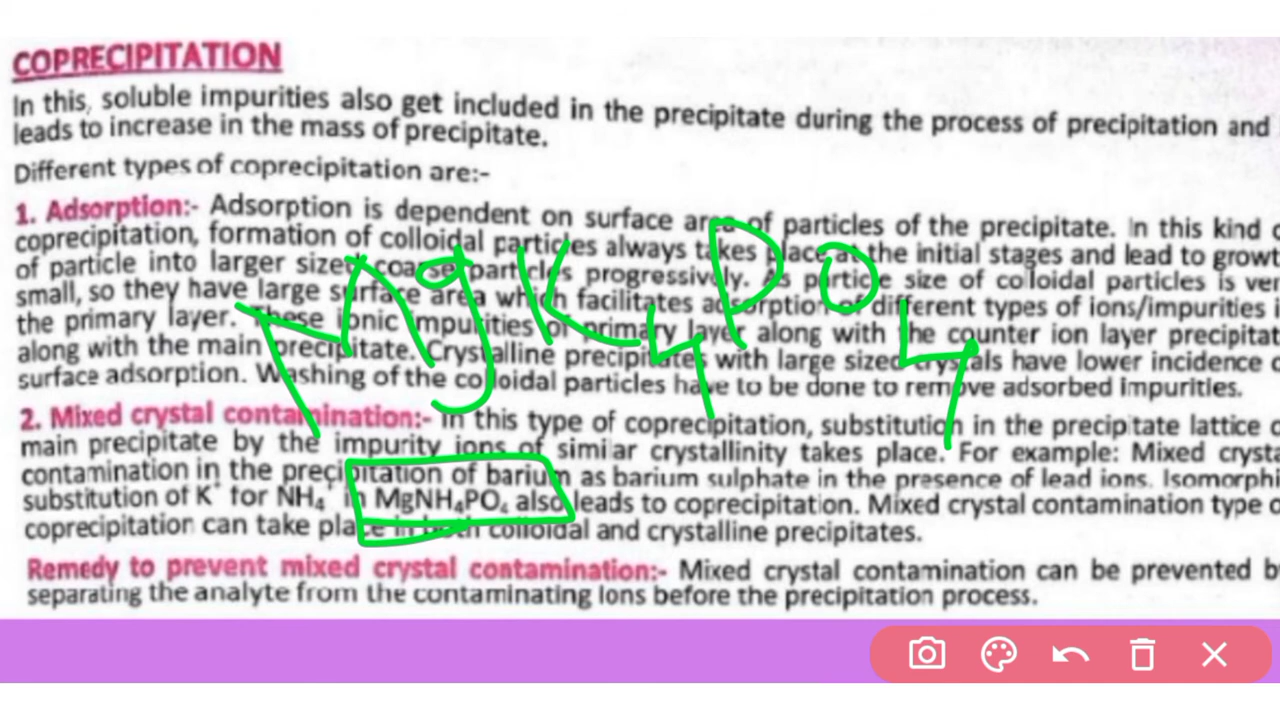 COPRECIPITATION
In this, soluble impurities also get included in the precipitate during the process of precipitation and
leads to increase in the mass of precipitate.
Different types of coprecipitation are:-
1. Adsorption:- Adsorption is dependent on surface area of particles of the precipitate. In this kind
coprecipitation, formation of colloidal particles always takes place at the initial stages and lead to growt
of particle into larger sized coarse particles progressively. As particle size of colloidal particles is ver
small, so they have large surface area which facilitates adsorption of different types of ions/impurities
the primary layer. These ionic impurities or primary layer along with the counter ion layer precipitat
along with the main precipitate. Crystalline precipitates with large sized crystals have lower incidence
surface adsorption. Washing of the colloidal particles have to be done to remove adsorbed impurities.
MgK4PO4
2. Mixed crystal contamination:- In this type of coprecipitation, substitution in the precipitate lattice
main precipitate by the impurity ions of similar crystallinity takes place. For example: Mixed crysta
contamination in the precipitation of barium as barium sulphate in the presence of lead ions. Isomorphi
substitution of K⁺ for NH₄⁺ in MgNH₄PO₄ also leads to coprecipitation. Mixed crystal contamination type
coprecipitation can take place in both colloidal and crystalline precipitates.
Remedy to prevent mixed crystal contamination:- Mixed crystal contamination can be prevented by
separating the analyte from the contaminating ions before the precipitation process.